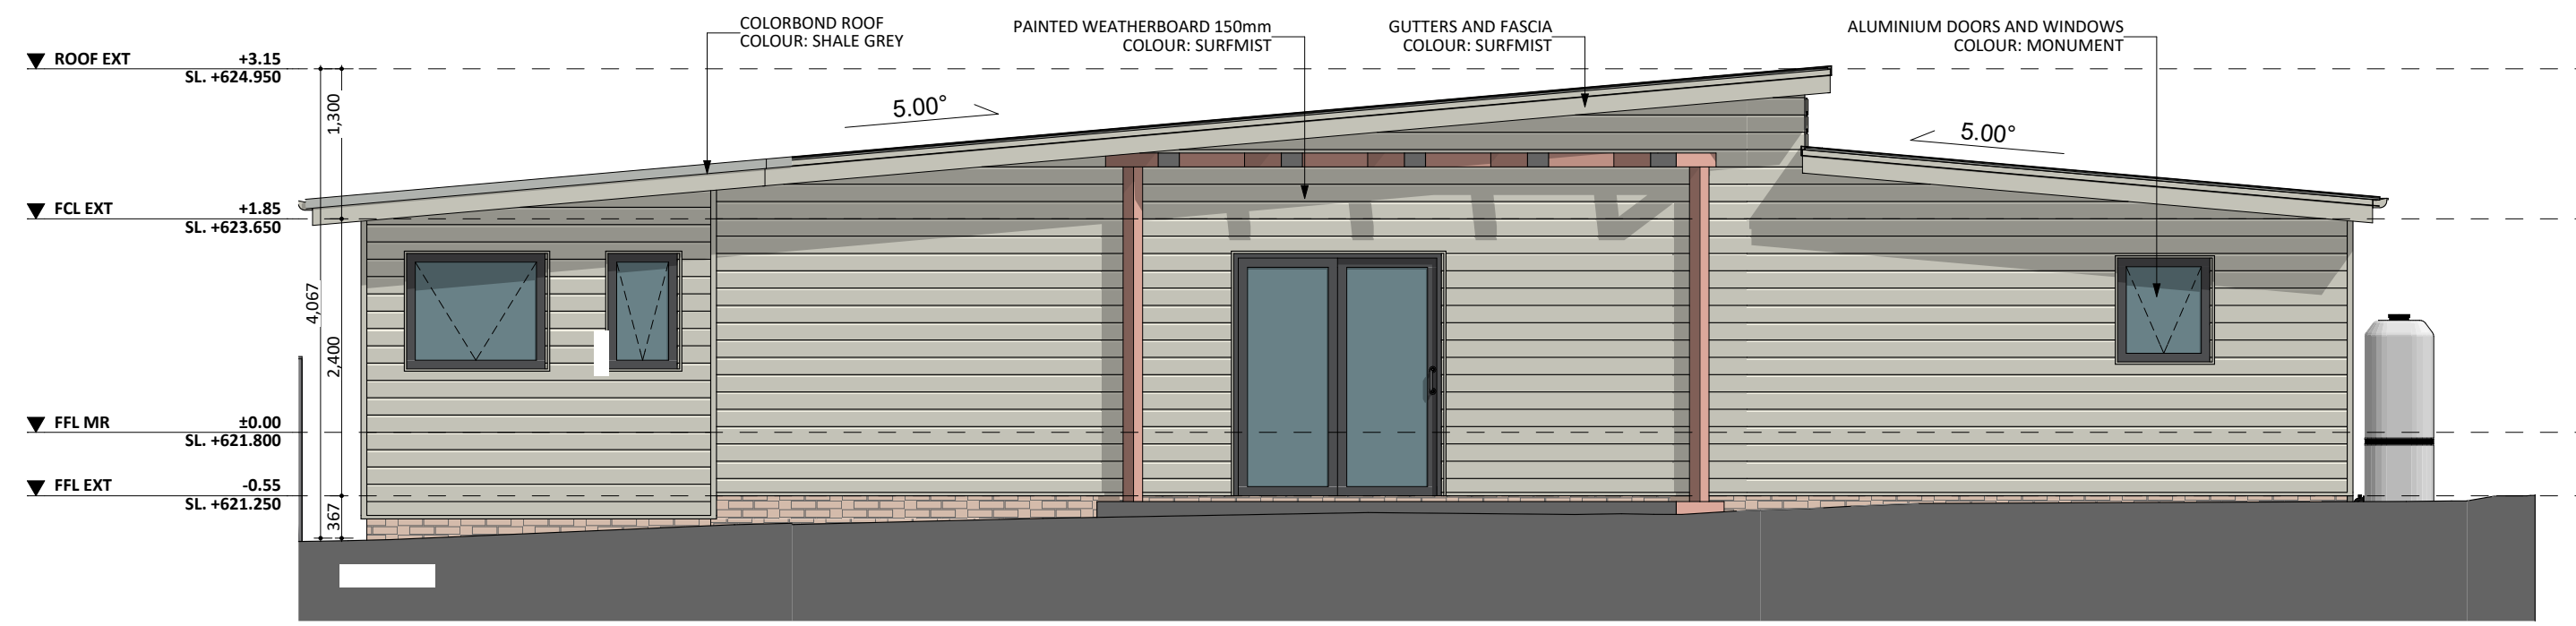 COLORBOND ROOF
COLOUR: SHALE GREY
PAINTED WEATHERBOARD 150mm
COLOUR: SURFMIST
GUTTERS AND FASCIA
COLOUR: SURFMIST
ALUMINIUM DOORS AND WINDOWS
COLOUR: MONUMENT
ROOF EXT +3.15
SL. +624.950
1,300
5.00°
5.00°
FCL EXT +1.85
SL. +623.650
4,067
2,400
FFL MR ±0.00
SL. +621.800
FFL EXT -0.55
SL. +621.250
367